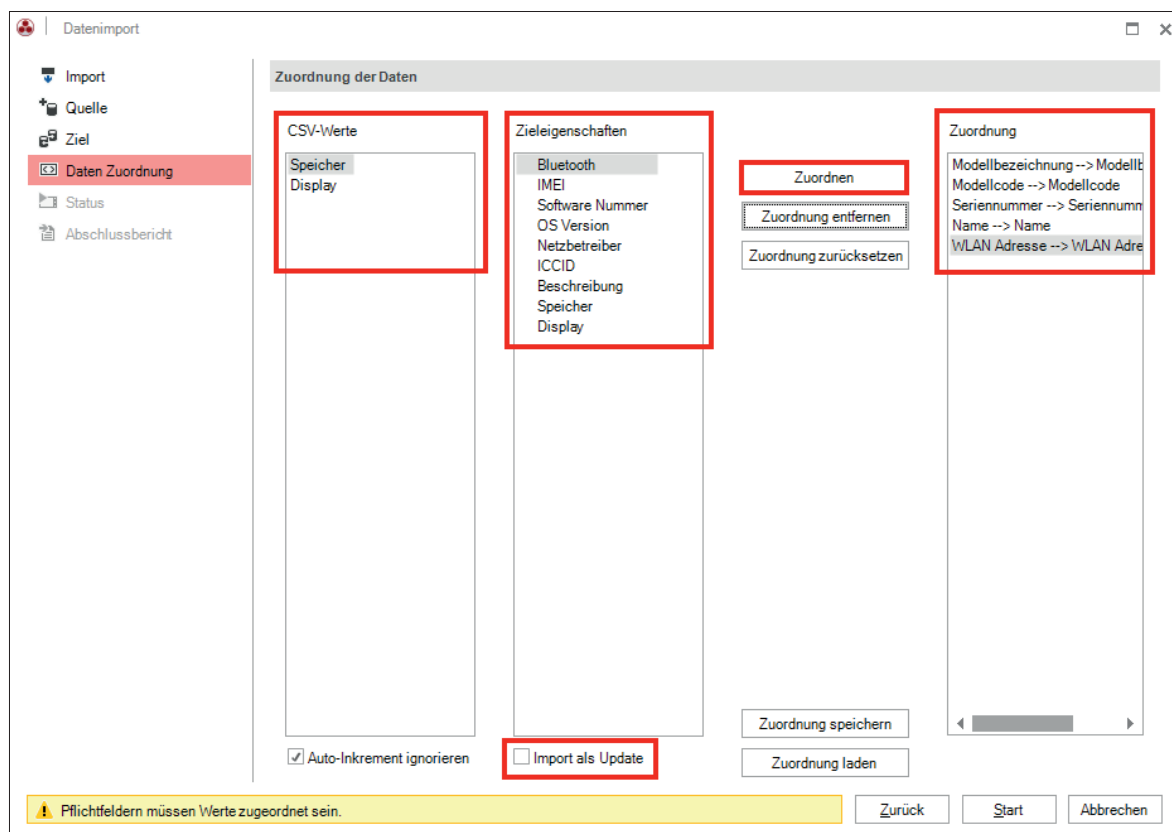 Datenimport
Import
Quelle
Ziel
Daten Zuordnung
Status
Abschlussbericht
Zuordnung der Daten
CSV-Werte
Speicher
Display
Auto-Inkrement ignorieren
Zieleigenschaften
Bluetooth
IMEI
Software Nummer
OS Version
Netzbetreiber
ICCID
Beschreibung
Speicher
Display
Import als Update
Zuordnen
Zuordnung entfernen
Zuordnung zurücksetzen
Zuordnung speichern
Zuordnung laden
Zuordnung
Modellbezeichnung --> Modellb
Modellcode --> Modellcode
Seriennummer --> Seriennumm
Name --> Name
WLAN Adresse --> WLAN Adre
Pflichtfeldern müssen Werte zugeordnet sein.
Zurück
Start
Abbrechen